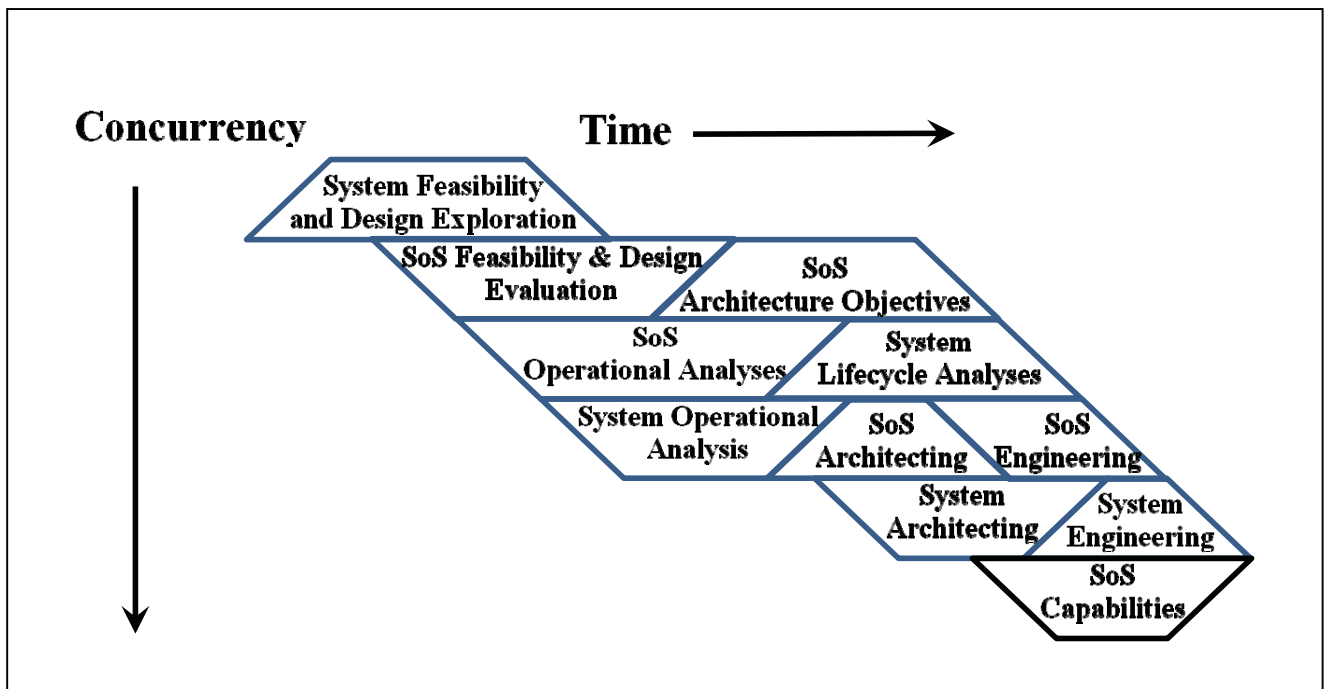 Concurrency
Time
System Feasibility
and Design Exploration
SoS Feasibility & Design
Evaluation
SoS
Architecture Objectives
SoS
Operational Analyses
System
Lifecycle Analyses
System Operational
Analysis
SoS
Architecting
SoS
Engineering
System
Architecting
System
Engineering
SoS
Capabilities